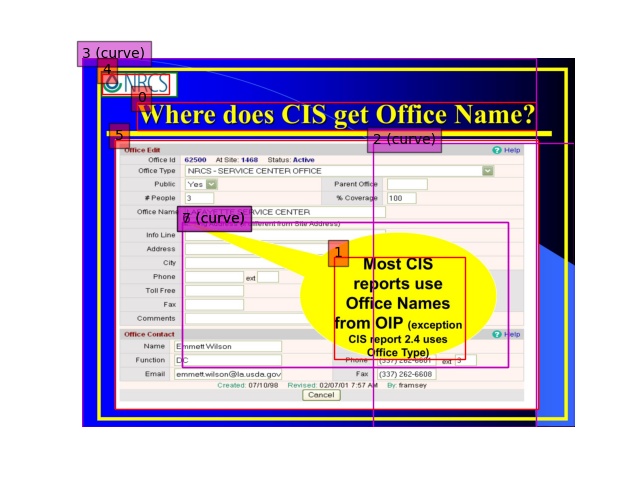 3 (curve)
4
NRCS
0
Where does CIS get Office Name?
5
2 (curve)
Office Edit
Help
Office Id 62500 At Site: 1468 Status: Active
Office Type NRCS - SERVICE CENTER OFFICE
Public Yes Parent Office
# People 3 % Coverage 100
Office Name SERVICE CENTER
(curve)
Info Line
1
Address
City
Phone ext
Toll Free
Fax
Comments
Most CIS
reports use
Office Names
from OIP (exception
CIS report 2.4 uses
Office Type)
Office Contact
Help
Name Emmett Wilson
Function DC Phone (337) 262-6601 ext 3
Email emmett.wilson@la.usda.gov Fax (337) 262-6608
Created: 07/10/98 Revised: 02/07/01 7:57 AM By: framsey
Cancel